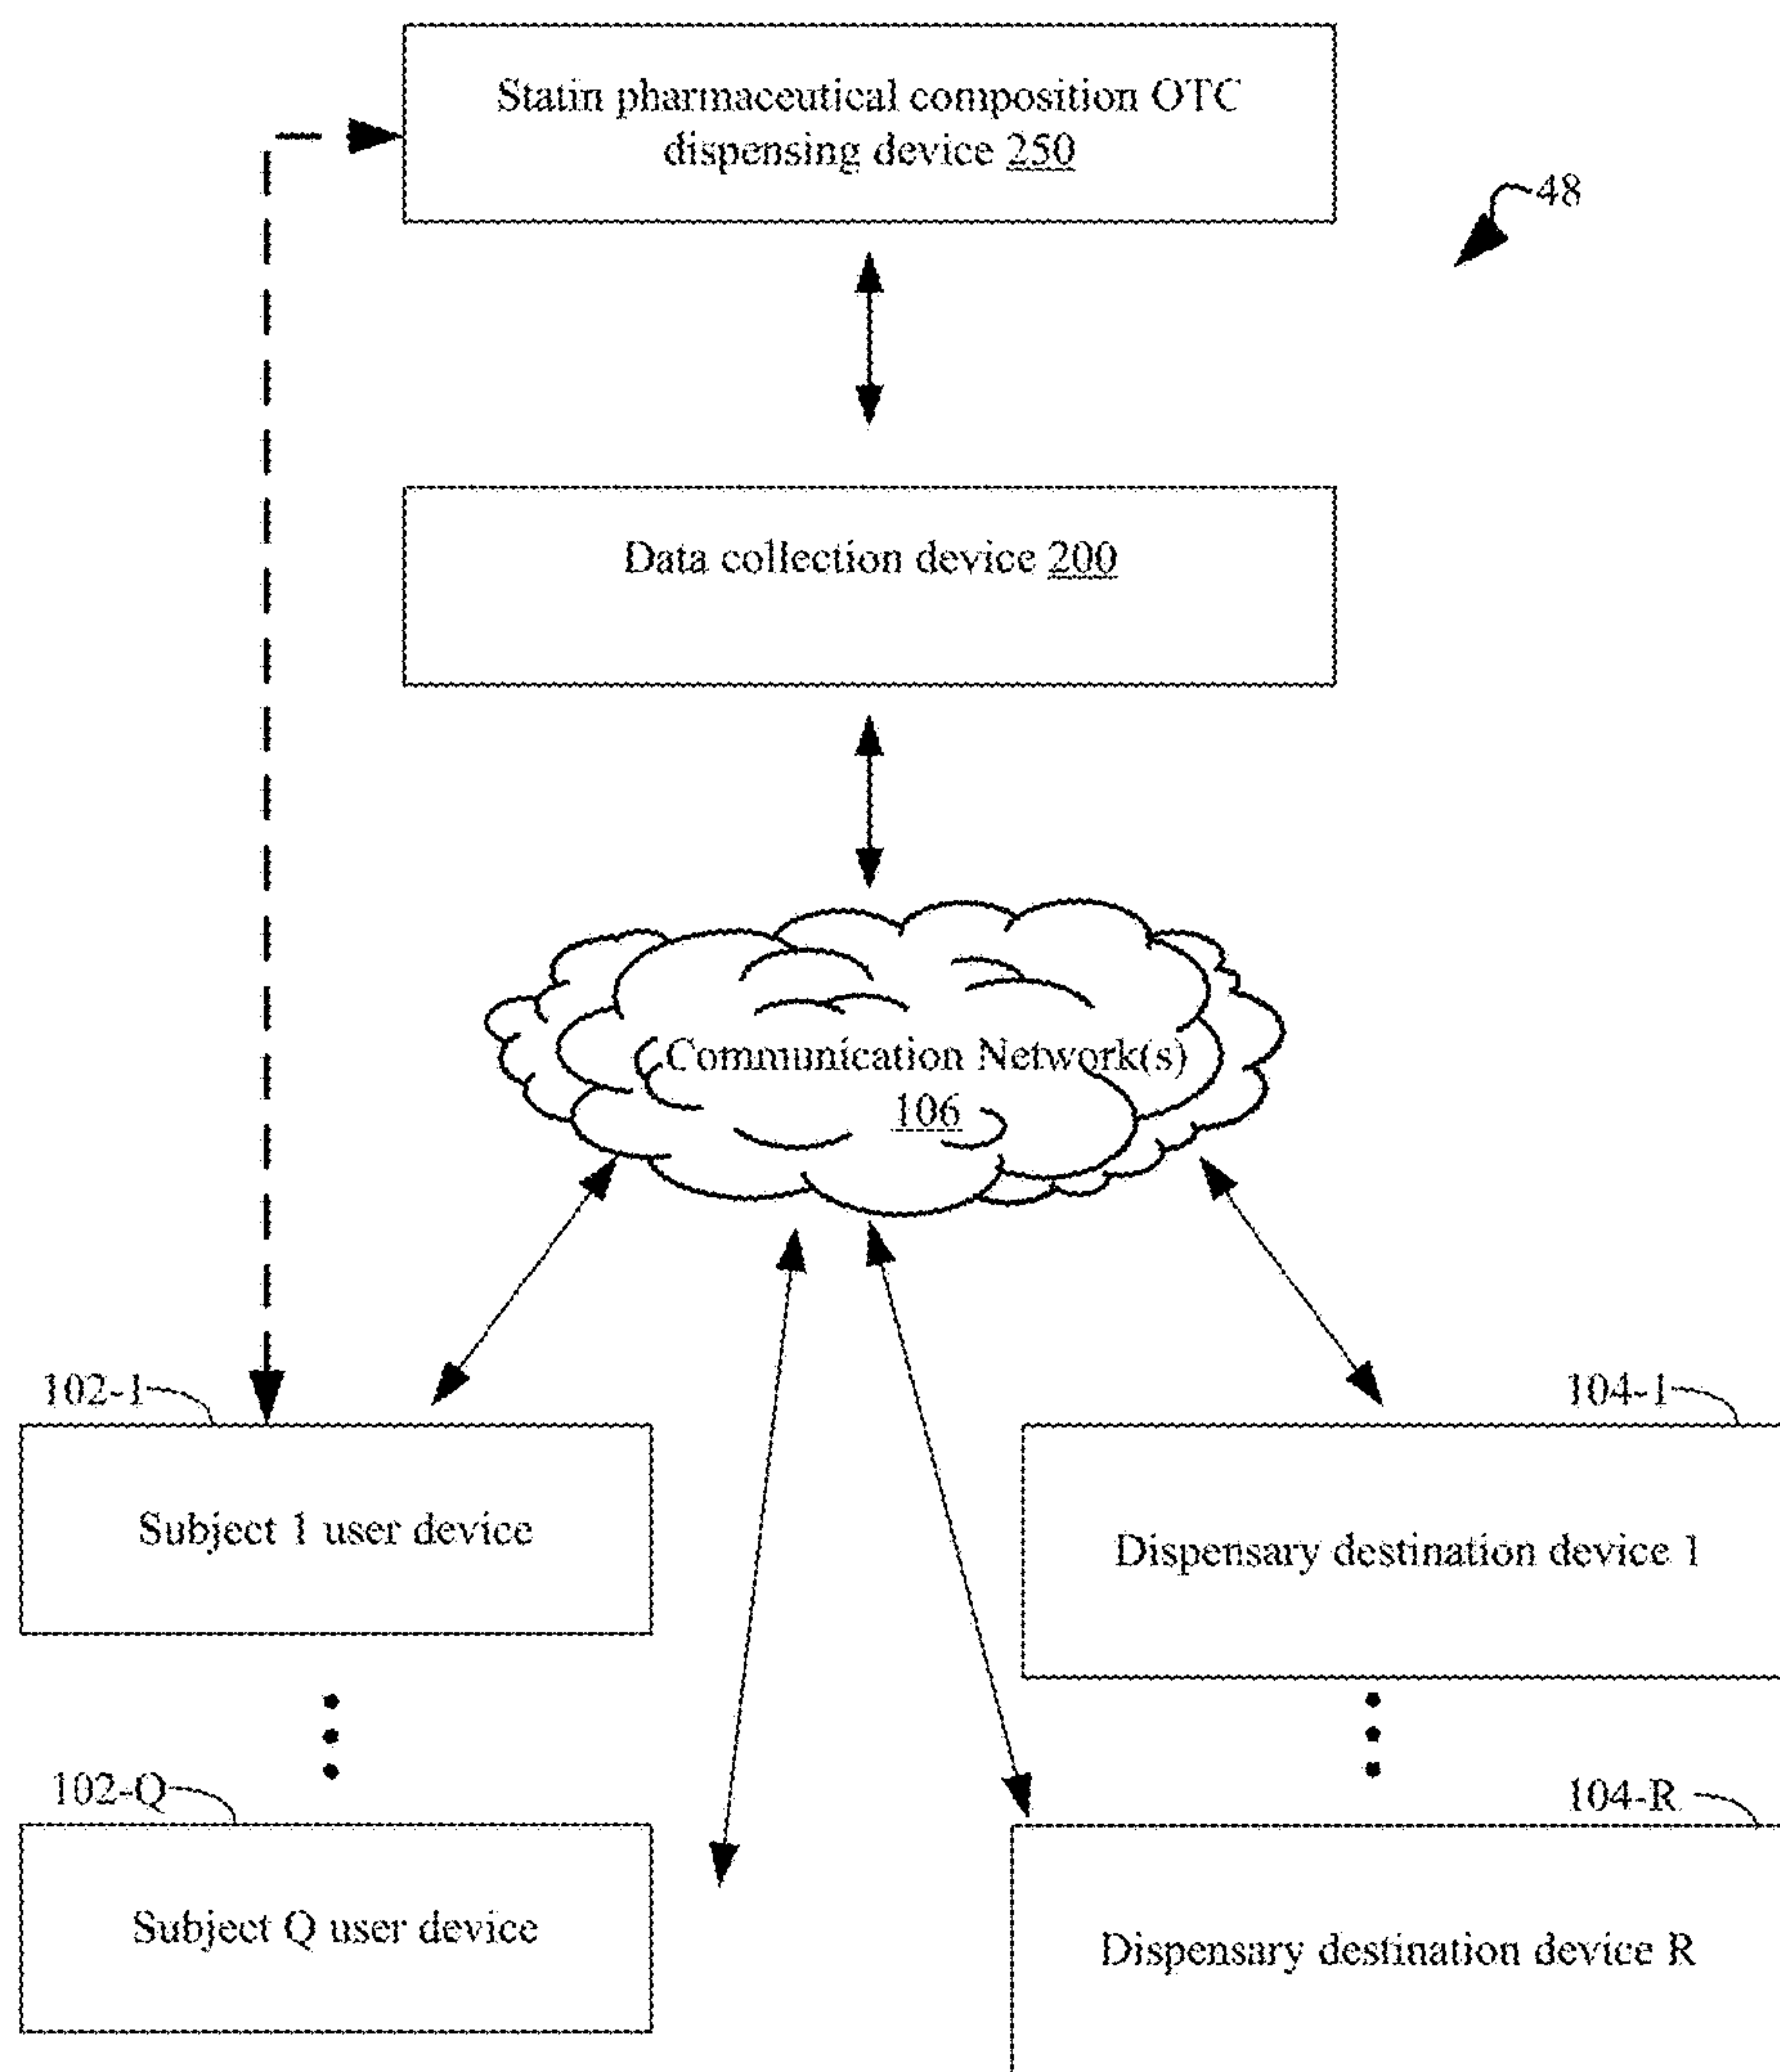 Statin pharmaceutical composition OTC
dispensing device 250
48
Data collection device 200
Communication Network(s)
106
102-1
104-1
Subject 1 user device
Dispensary destination device 1
102-Q
104-R
Subject Q user device
Dispensary destination device R